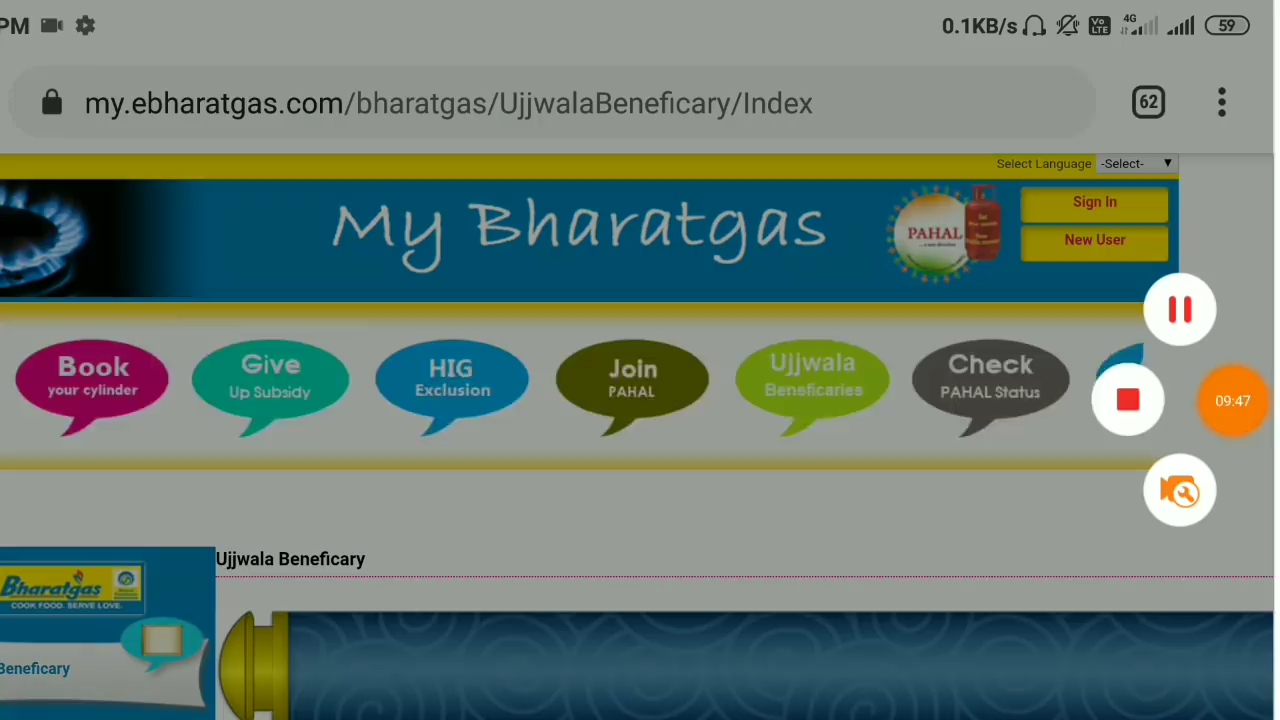 PM 0.1KB/s Vo LTE 4G 59
my.ebharatgas.com/bharatgas/UjjwalaBeneficary/Index 62
Select Language -Select-
My Bharatgas
PAHAL
Sign In
New User
Book your cylinder
Give Up Subsidy
HIG Exclusion
Join PAHAL
Ujjwala Beneficaries
Check PAHAL Status
09:47
Ujjwala Beneficary
Bharatgas
COOK FOOD. SERVE LOVE.
Beneficary